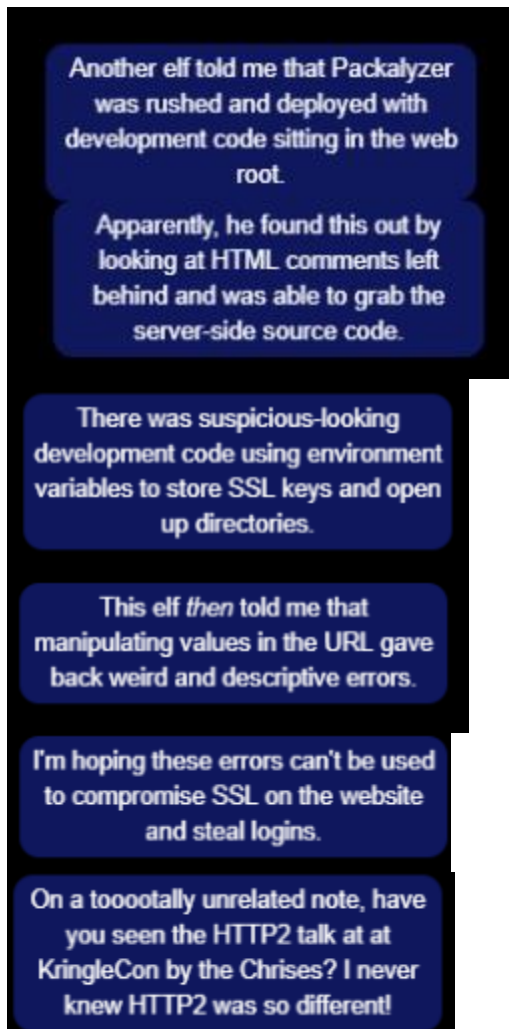 Another elf told me that Packalyzer
was rushed and deployed with
development code sitting in the web
root.
Apparently, he found this out by
looking at HTML comments left
behind and was able to grab the
server-side source code.
There was suspicious-looking
development code using environment
variables to store SSL keys and open
up directories.
This elf then told me that
manipulating values in the URL gave
back weird and descriptive errors.
I'm hoping these errors can't be used
to compromise SSL on the website
and steal logins.
On a tooootally unrelated note, have
you seen the HTTP2 talk at at
KringleCon by the Chrises? I never
knew HTTP2 was so different!